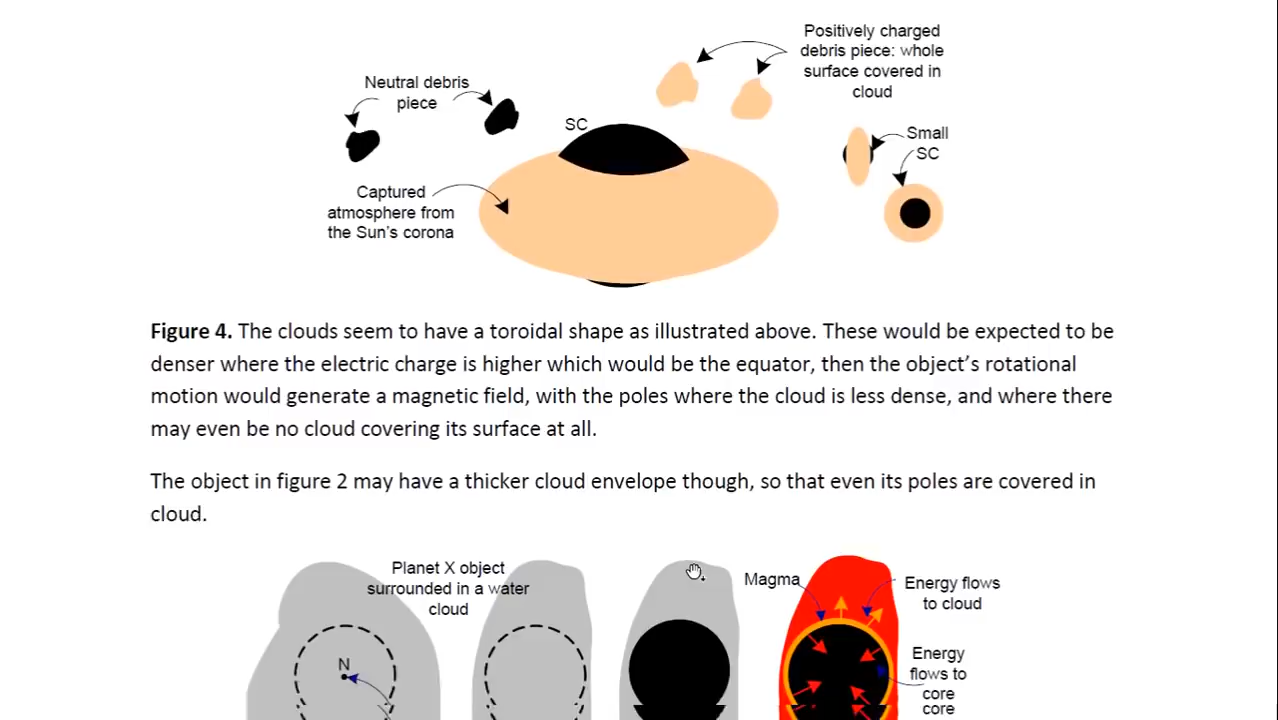 Positively charged
debris piece: whole
surface covered in
cloud
Neutral debris
piece
SC
Small
SC
Captured
atmosphere from
the Sun's corona
Figure 4. The clouds seem to have a toroidal shape as illustrated above. These would be expected to be
denser where the electric charge is higher which would be the equator, then the object's rotational
motion would generate a magnetic field, with the poles where the cloud is less dense, and where there
may even be no cloud covering its surface at all.
The object in figure 2 may have a thicker cloud envelope though, so that even its poles are covered in
cloud.
Planet X object
surrounded in a water
cloud
Magma
Energy flows
to cloud
N
Energy
flows to
core
core